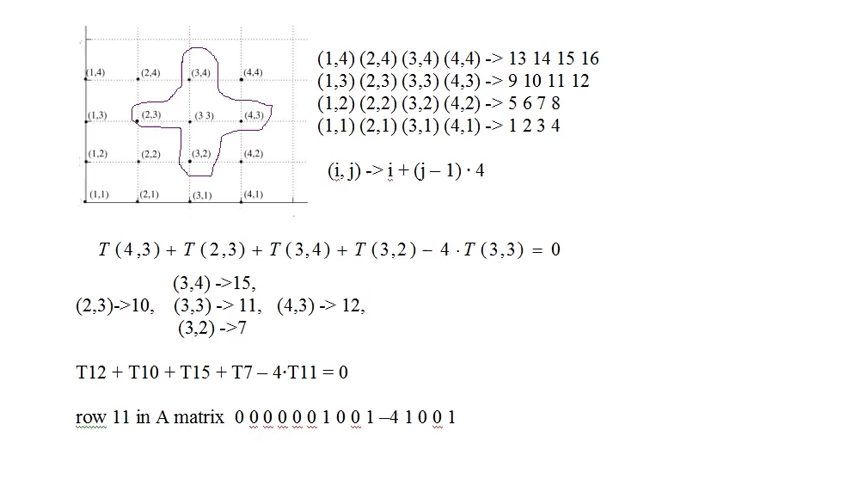 (1,4) (2,4) (3,4) (4,4)
(1,3) (2,3) (3 3) (4,3)
(1,2) (2,2) (3,2) (4,2)
(1,1) (2,1) (3,1) (4,1)
(1,4) (2,4) (3,4) (4,4) -> 13 14 15 16
(1,3) (2,3) (3,3) (4,3) -> 9 10 11 12
(1,2) (2,2) (3,2) (4,2) -> 5 6 7 8
(1,1) (2,1) (3,1) (4,1) -> 1 2 3 4
(i, j) -> i + (j – 1) · 4
T (4,3) + T (2,3) + T (3,4) + T (3,2) – 4 · T (3,3) = 0
(3,4) ->15,
(2,3)->10, (3,3) -> 11, (4,3) -> 12,
(3,2) ->7
T12 + T10 + T15 + T7 – 4·T11 = 0
row 11 in A matrix 0 0 0 0 0 0 1 0 0 1 –4 1 0 0 1